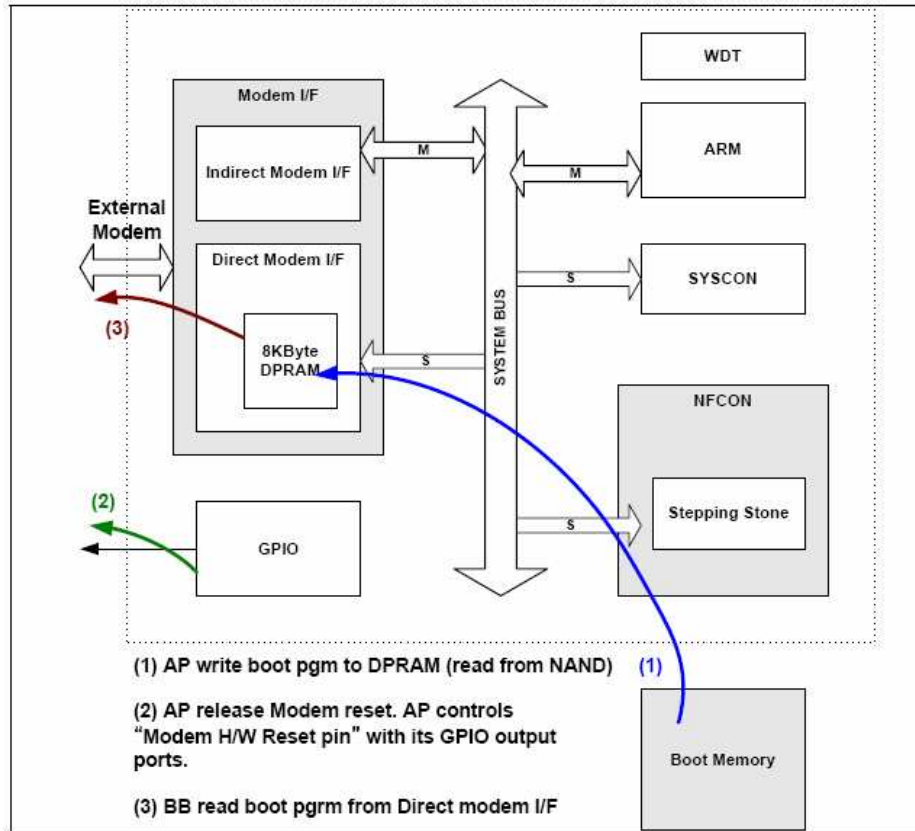 WDT
Modem I/F
ARM
Indirect Modem I/F
M
M
External
Modem
Direct Modem I/F
SYSTEM BUS
S
SYSCON
(3)
8KByte
DPRAM
S
NFCON
(2)
Stepping Stone
S
GPIO
(1) AP write boot pgm to DPRAM (read from NAND)
(1)
(2) AP release Modem reset. AP controls
“Modem H/W Reset pin” with its GPIO output
ports.
Boot Memory
(3) BB read boot pgrm from Direct modem I/F